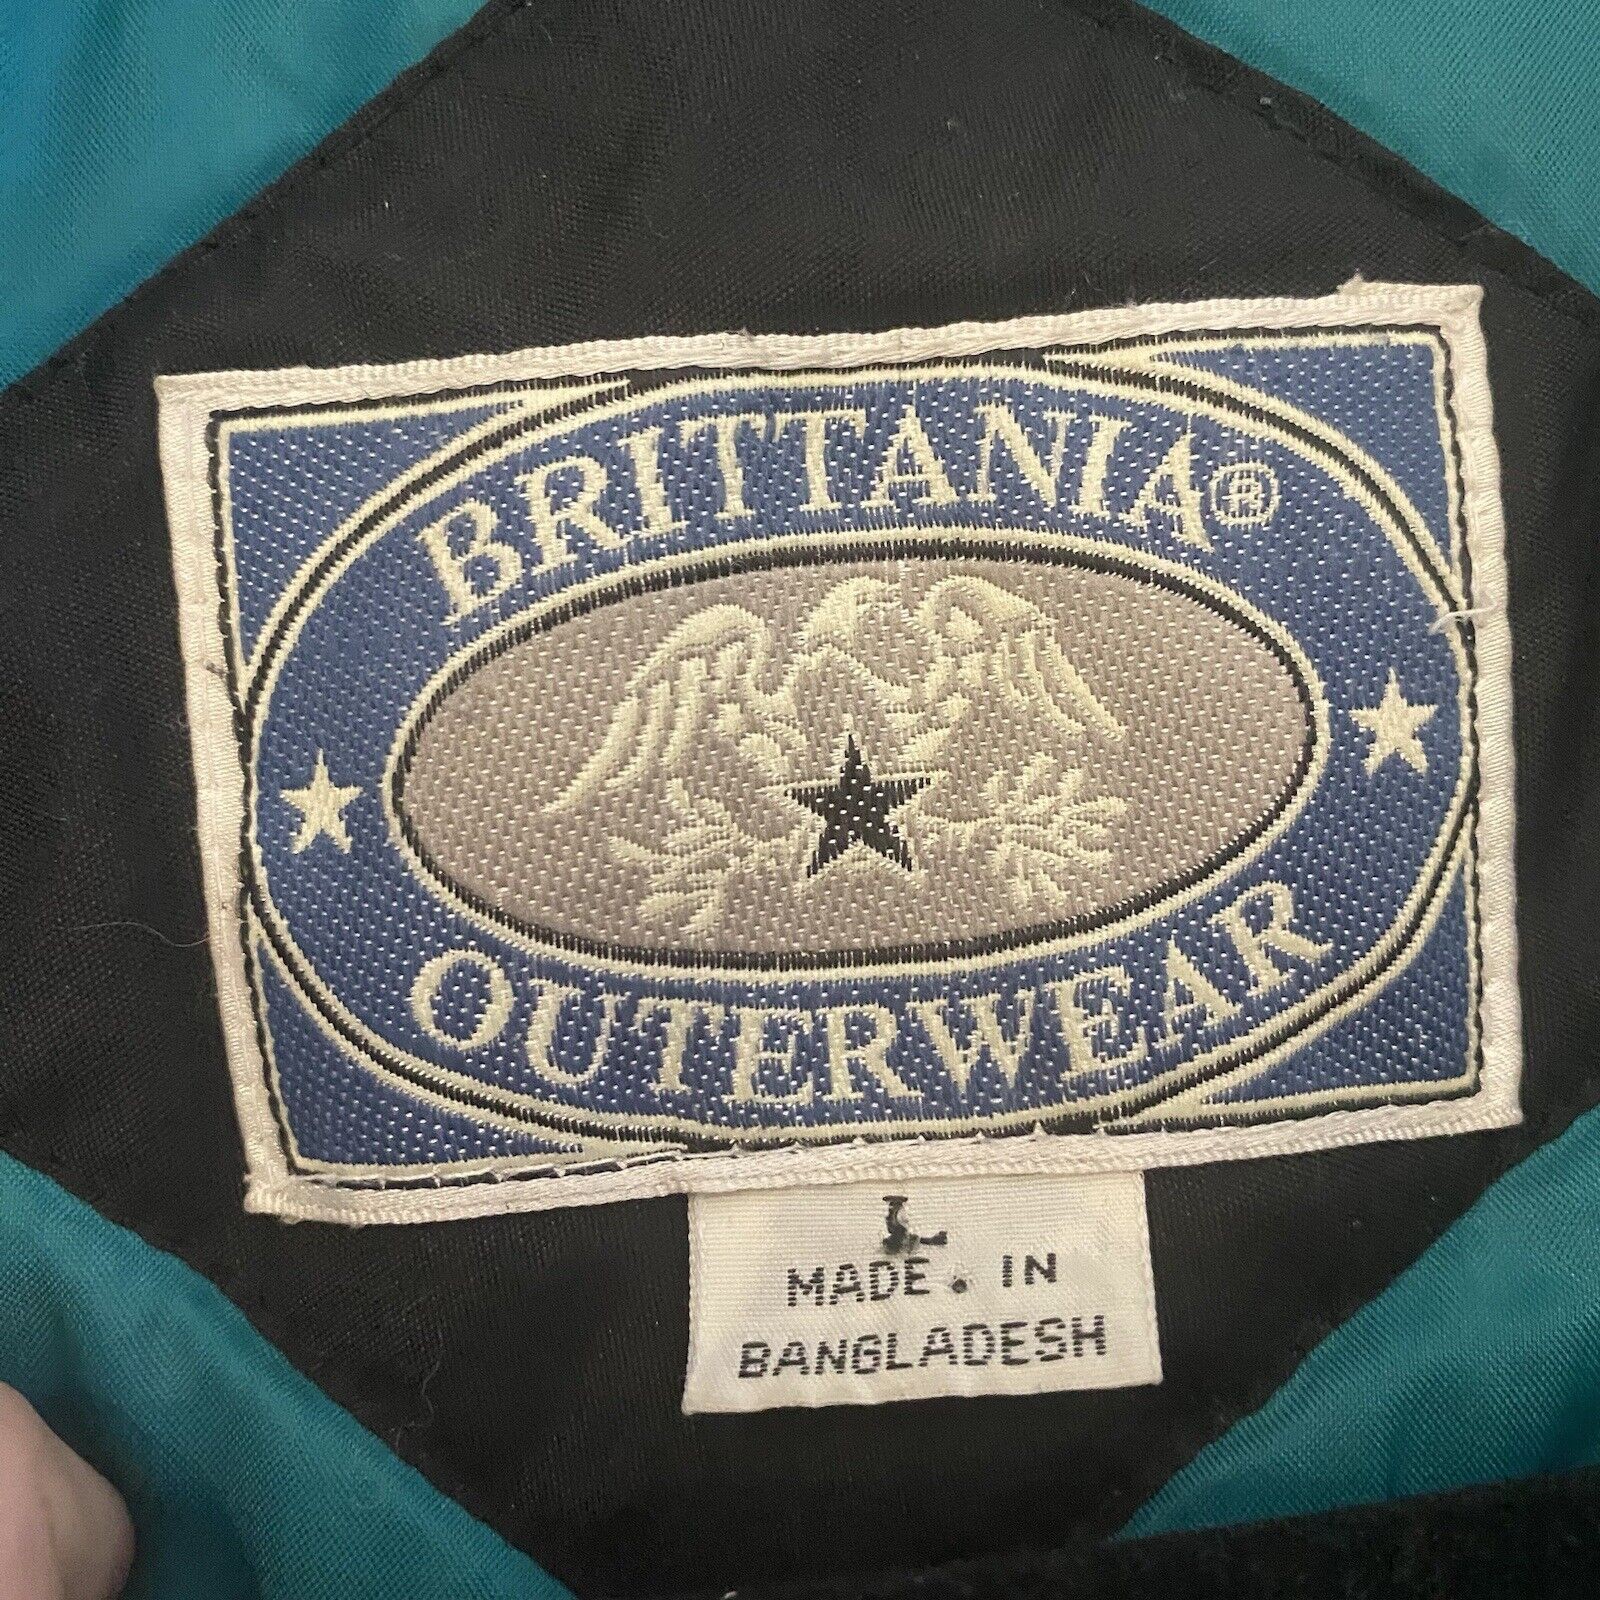 BRITTANIA®
OUTERWEAR
L
MADE. IN
BANGLADESH